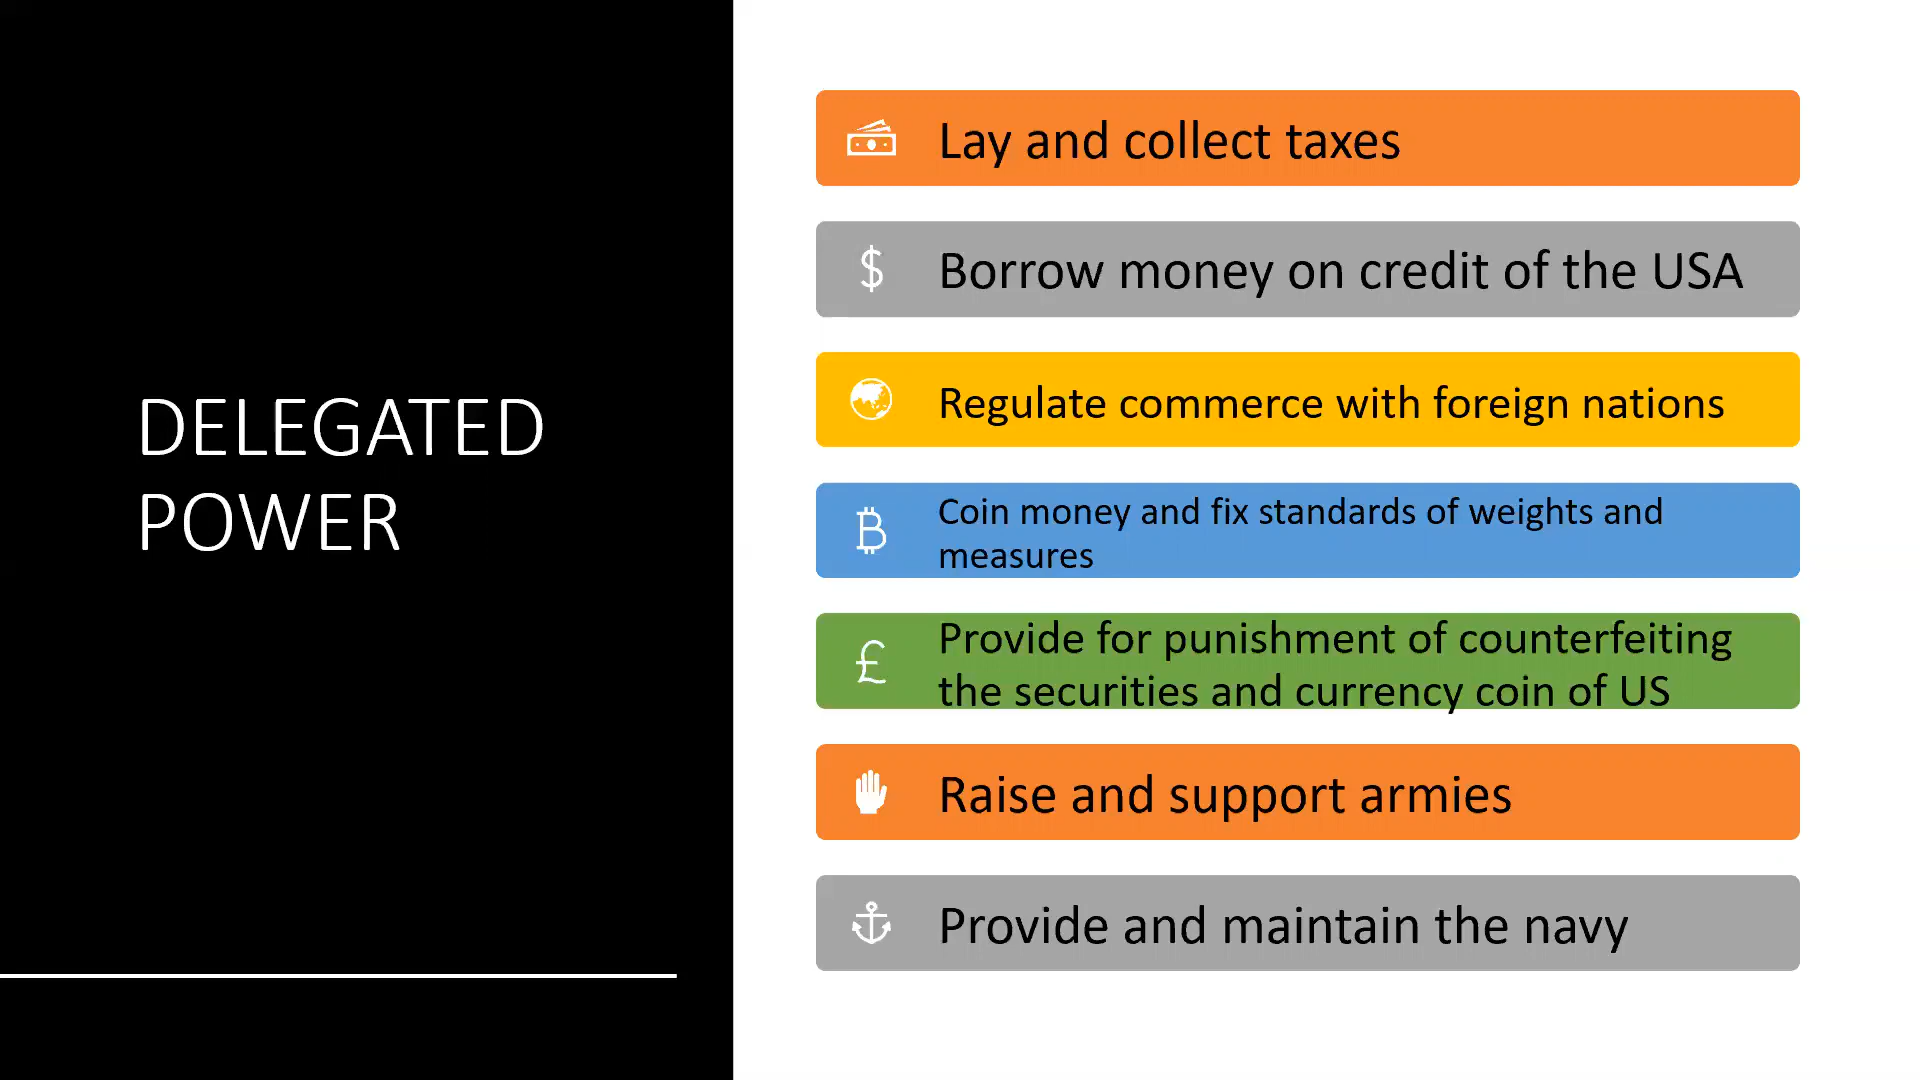 DELEGATED
POWER
Lay and collect taxes
Borrow money on credit of the USA
Regulate commerce with foreign nations
Coin money and fix standards of weights and
measures
Provide for punishment of counterfeiting
the securities and currency coin of US
Raise and support armies
Provide and maintain the navy